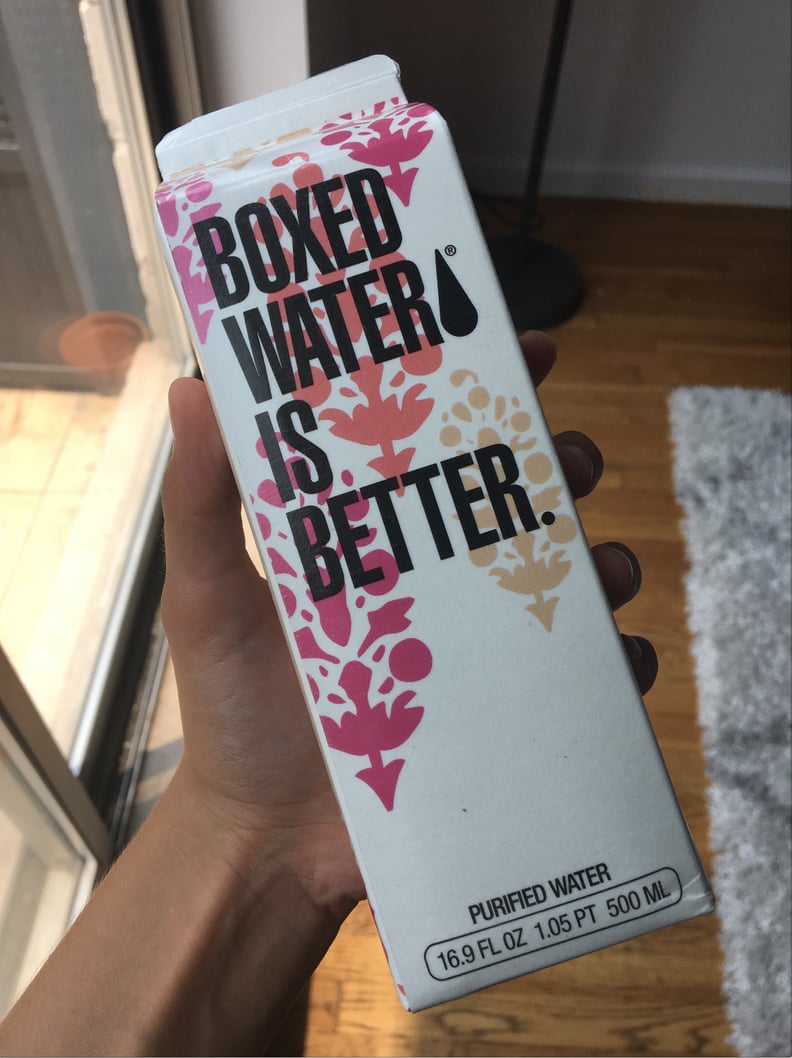 BOXED
WATER®
IS
BETTER.
PURIFIED WATER
16.9 FL OZ 1.05 PT 500 ML